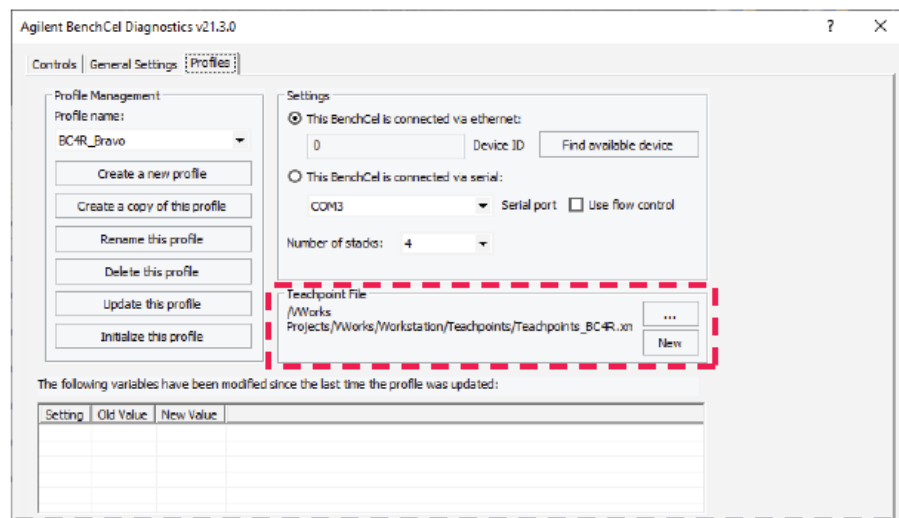 Agilent BenchCel Diagnostics v21.3.0
?
Controls
General Settings
Profiles
Profile Management
Profile name:
BC4R_Bravo
Create a new profile
Create a copy of this profile
Rename this profile
Delete this profile
Update this profile
Initialize this profile
Settings
This BenchCel is connected via ethernet:
0
Device ID
Find available device
This BenchCel is connected via serial:
COM3
Serial port
Use flow control
Number of stacks:
4
Teachpoint File
/VWorks
Projects/VWorks/Workstation/Teachpoints/Teachpoints_BC4R.xn
...
New
The following variables have been modified since the last time the profile was updated:
Setting
Old Value
New Value